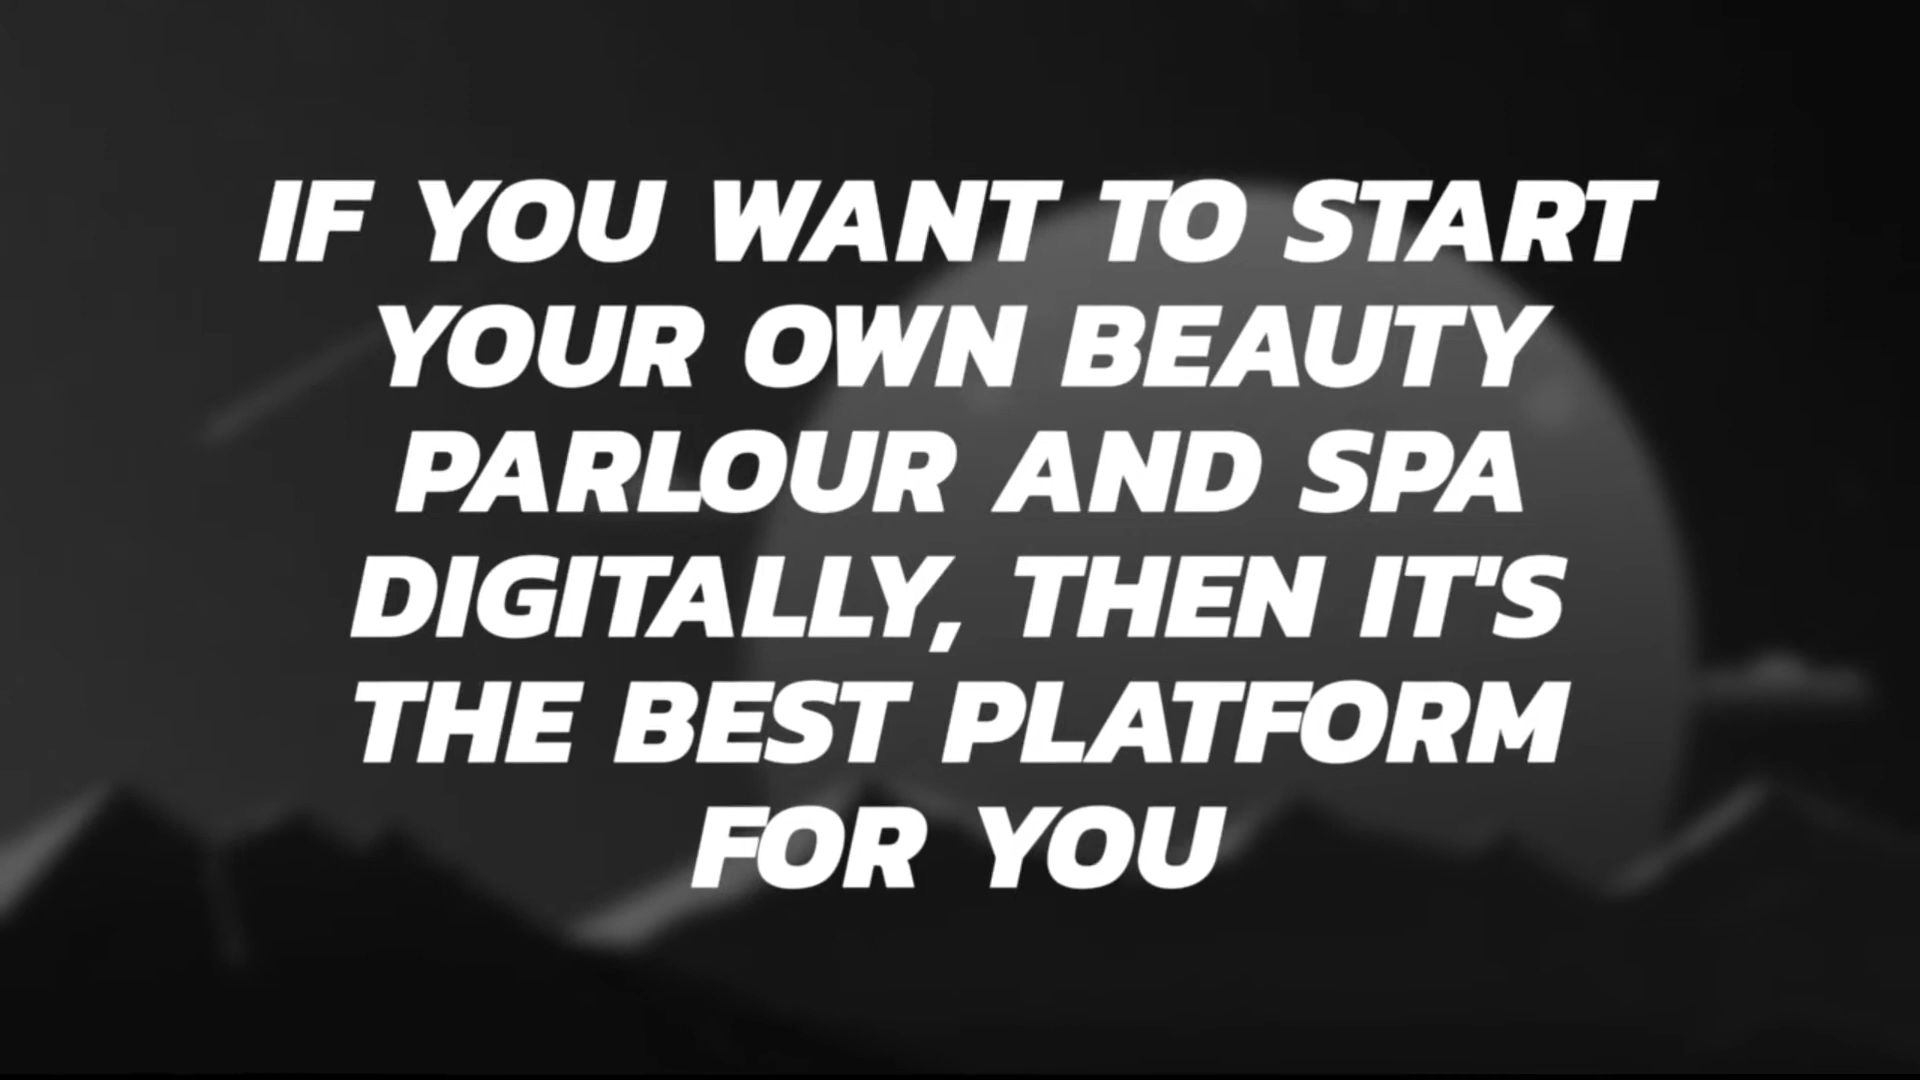 IF YOU WANT TO START
YOUR OWN BEAUTY
PARLOUR AND SPA
DIGITALLY, THEN IT'S
THE BEST PLATFORM
FOR YOU